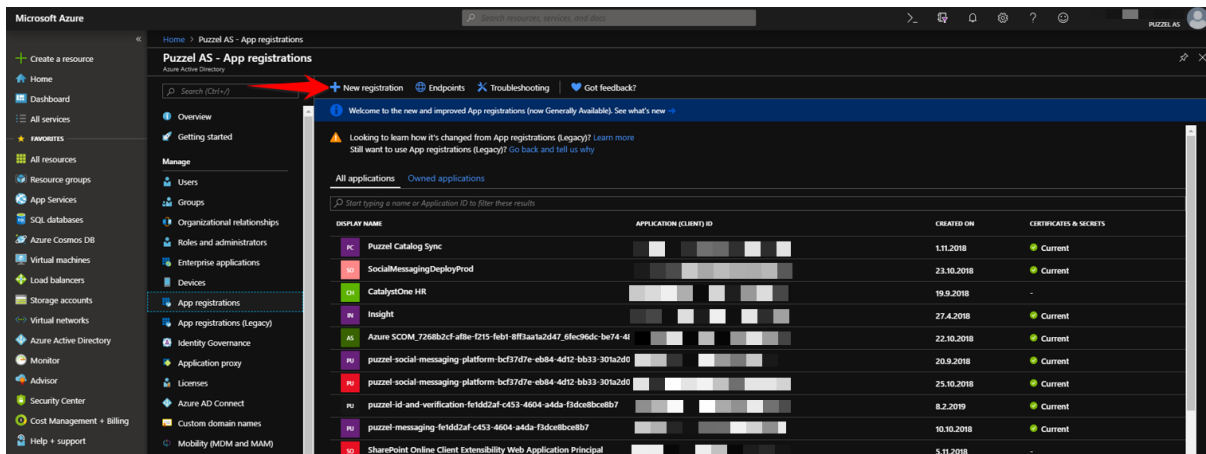 Microsoft Azure
Search resources, services, and docs
PUZZEL AS
Create a resource
Home
Dashboard
All services
FAVORITES
All resources
Resource groups
App Services
SQL databases
Azure Cosmos DB
Virtual machines
Load balancers
Storage accounts
Virtual networks
Azure Active Directory
Monitor
Advisor
Security Center
Cost Management + Billing
Help + support
Home > Puzzel AS - App registrations
Puzzel AS - App registrations
Azure Active Directory
Search (Ctrl+/)
Overview
Getting started
Manage
Users
Groups
Organizational relationships
Roles and administrators
Enterprise applications
Devices
App registrations
App registrations (Legacy)
Identity Governance
Application proxy
Licenses
Azure AD Connect
Custom domain names
Mobility (MDM and MAM)
New registration Endpoints Troubleshooting Got feedback?
Welcome to the new and improved App registrations (now Generally Available). See what's new
Looking to learn how it's changed from App registrations (Legacy)? Learn more
Still want to use App registrations (Legacy)? Go back and tell us why
All applications Owned applications
Start typing a name or Application ID to filter these results
DISPLAY NAME APPLICATION (CLIENT) ID CREATED ON CERTIFICATES & SECRETS
PC Puzzel Catalog Sync 1.11.2018 Current
SO SocialMessagingDeployProd 23.10.2018 Current
CH CatalystOne HR 19.9.2018 -
IN Insight 27.4.2018 Current
AS Azure SCOM_7268b2cf-af8e-f215-feb1-8ff3aa1a2d47_6fec96dc-be74-48 22.10.2018 Current
PU puzzel-social-messaging-platform-bcf37d7e-eb84-4d12-bb33-301a2d0 20.9.2018 Current
PU puzzel-social-messaging-platform-bcf37d7e-eb84-4d12-bb33-301a2d0 25.10.2018 Current
PU puzzel-id-and-verification-fe1dd2af-c453-4604-a4da-f3dce8bce8b7 8.2.2019 Current
PU puzzel-messaging-fe1dd2af-c453-4604-a4da-f3dce8bce8b7 10.10.2018 Current
SO SharePoint Online Client Extensibility Web Application Principal 5.11.2018 -